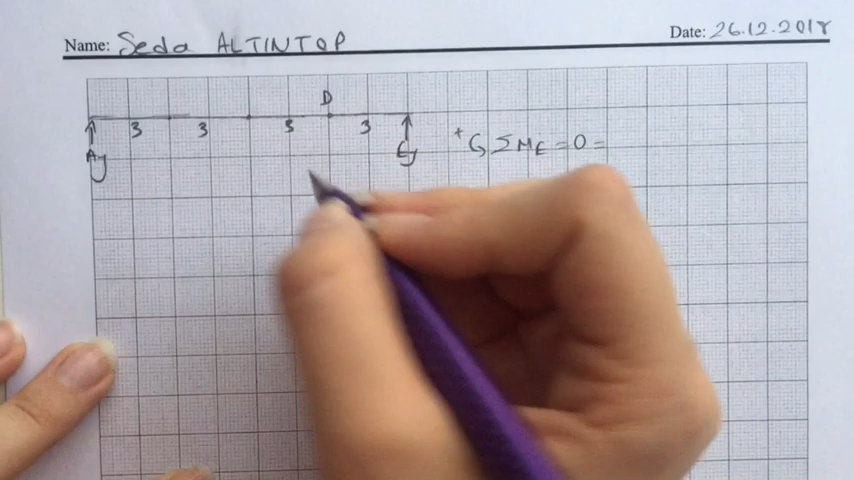 Name: Seda ALTINTOP
Date: 26.12.2018
D
3 3 3 3
Ay Ey
+ ΣME = 0 =